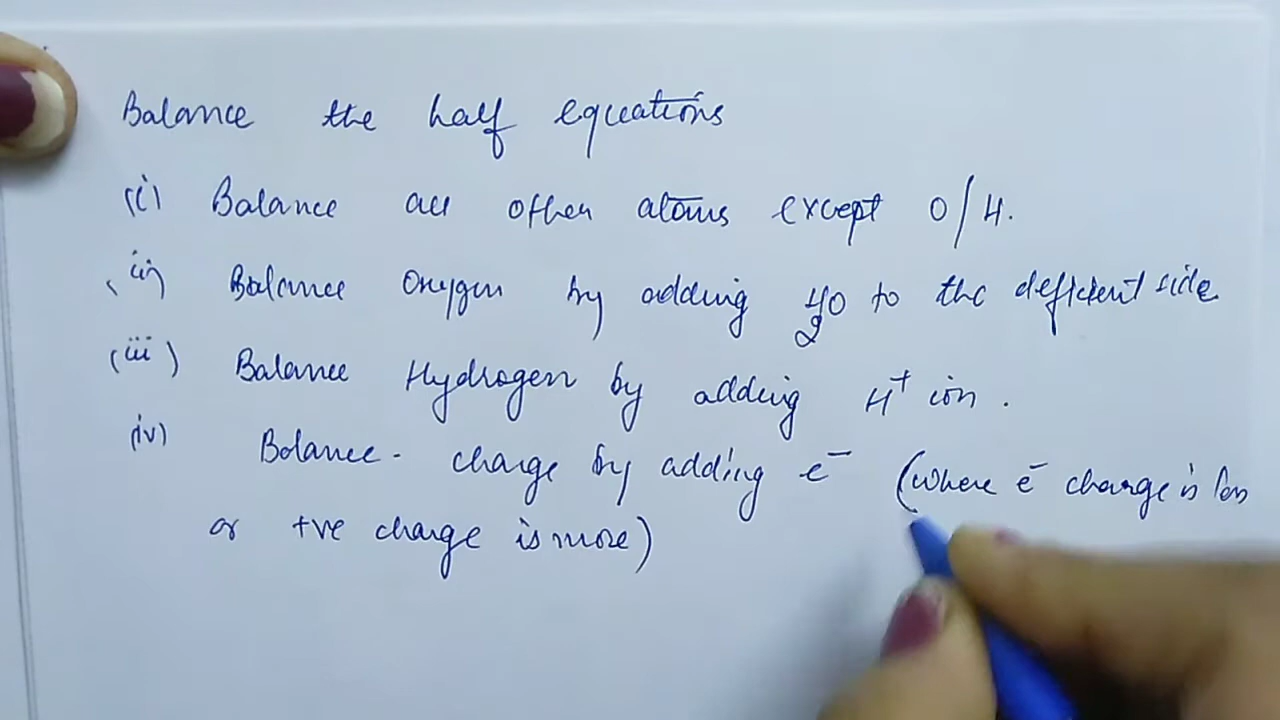 Balance the half equations
(i) Balance all other atoms except O/H.
(ii) Balance Oxygen by adding H₂O to the deficient side
(iii) Balance Hydrogen by adding H⁺ ion.
(iv) Balance - charge by adding e⁻ (where e⁻ charge is less
or +ve charge is more)